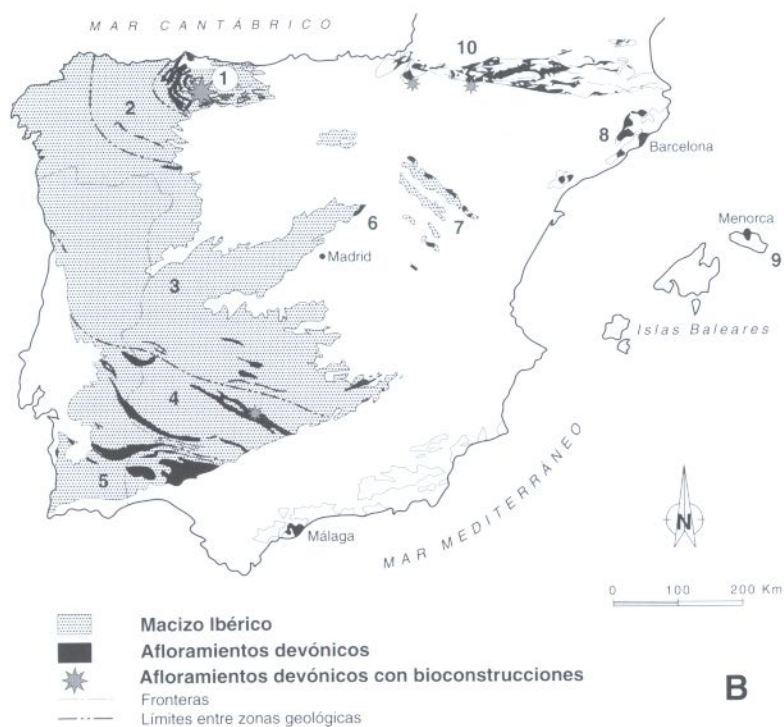 MAR CANTÁBRICO
10
1
2
8
Barcelona
Menorca
6
7
9
Madrid
3
Islas Baleares
4
5
MAR MEDITERRÁNEO
Málaga
N
0 100 200 Km
Macizo Ibérico
Afloramientos devónicos
Afloramientos devónicos con bioconstrucciones
Fronteras
Límites entre zonas geológicas
B